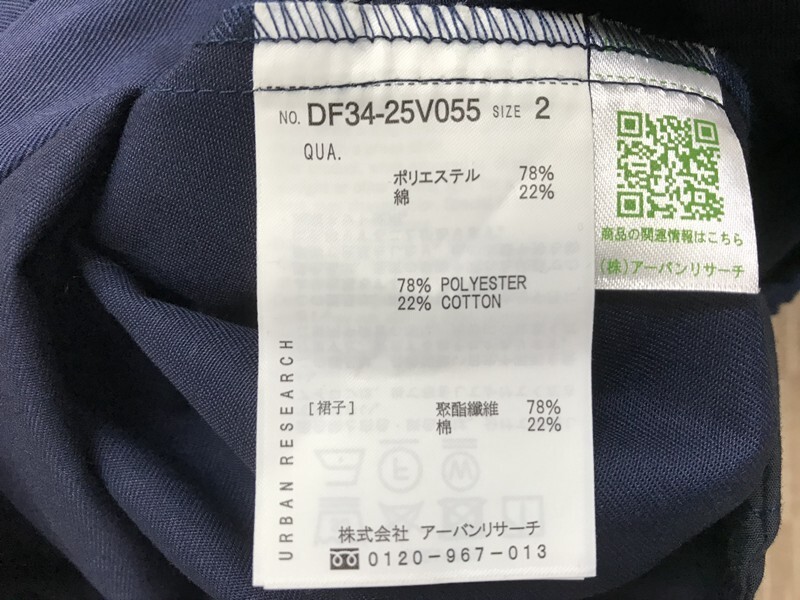 NO. DF34-25V055 SIZE 2
QUA.
ポリエステル 78%
綿 22%
78% POLYESTER
22% COTTON
[裙子] 聚酯纖維 78%
棉 22%
URBAN RESEARCH
株式会社 アーバンリサーチ
0120-967-013
商品の関連情報はこちら
(株)アーバンリサーチ